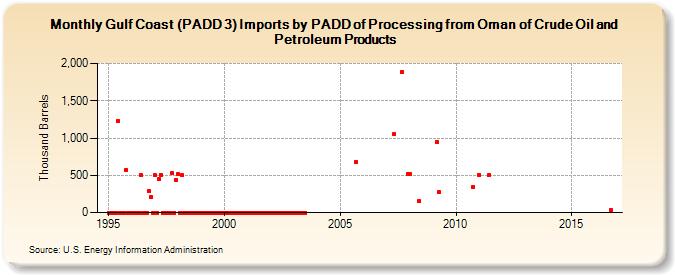 Monthly Gulf Coast (PADD 3) Imports by PADD of Processing from Oman of Crude Oil and
Petroleum Products
Thousand Barrels
2,000
1,500
1,000
500
0
1995
2000
2005
2010
2015
Source: U.S. Energy Information Administration